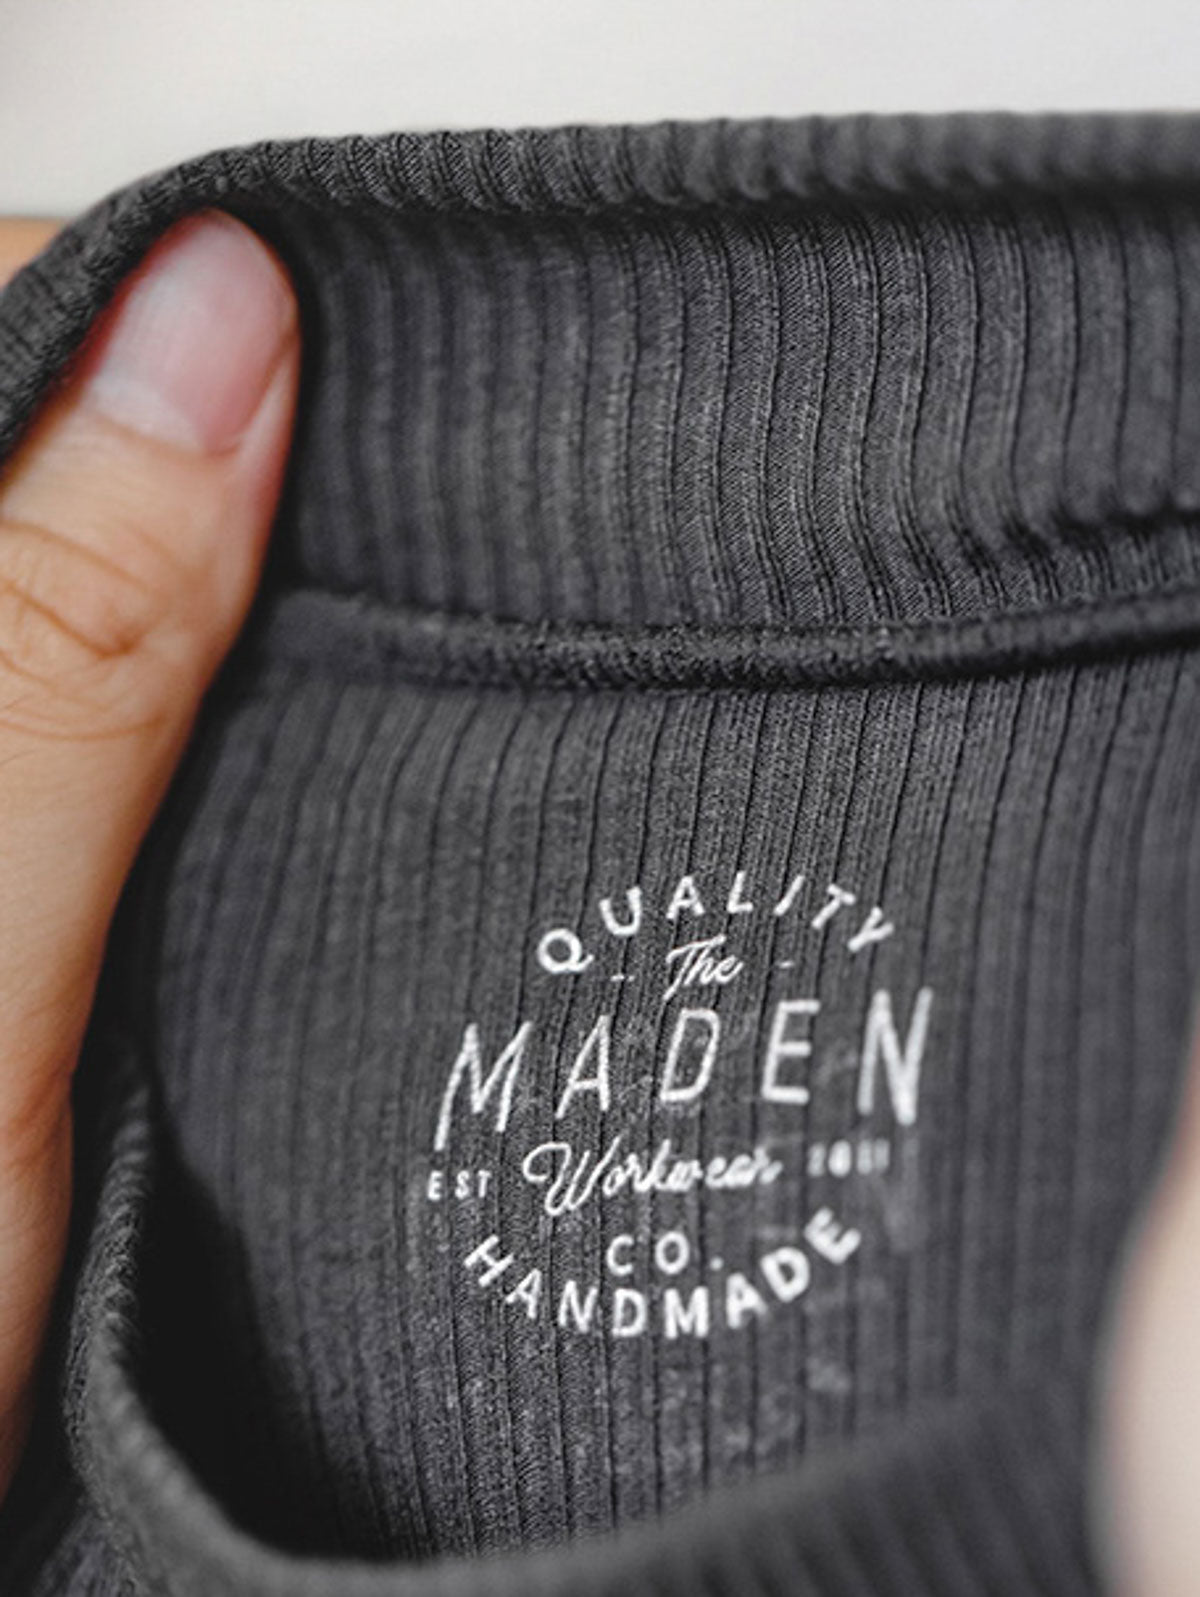 QUALITY
- The -
MADEN
EST Workwear 2011
CO.
HANDMADE